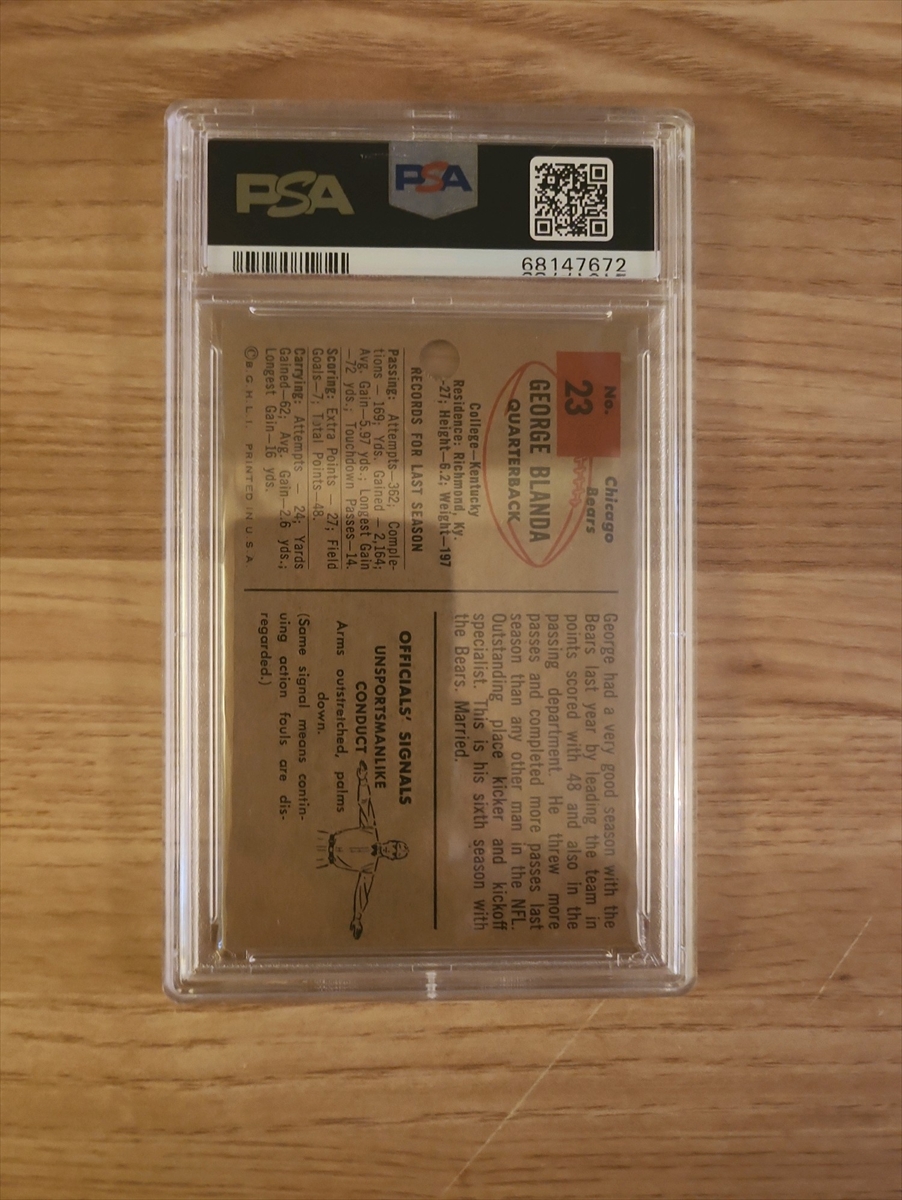 PSA
PSA
68147672
No.
23
Chicago
Bears
GEORGE BLANDA
QUARTERBACK
College—Kentucky
Residence: Richmond, Ky.
-27; Height—6.2; Weight—197
RECORDS FOR LAST SEASON
Passing: Attempts—362; Comple-
tions—169; Yds. Gained—2,164;
Avg. Gain—5.97 yds.; Longest Gain
—72 yds.; Touchdown Passes—14.
Scoring: Extra Points—27; Field
Goals—7; Total Points—48.
Carrying: Attempts—24; Yards
Gained—62; Avg. Gain—2.6 yds.;
Longest Gain—16 yds.
© B. G. H. L. I. PRINTED IN U. S. A.
George had a very good season with the
Bears last year by leading the team in
points scored with 48 and also in the
passing department. He threw more
passes and completed more passes last
season than any other man in the NFL.
Outstanding place kicker and kickoff
specialist. This is his sixth season with
the Bears. Married.
OFFICIALS' SIGNALS
UNSPORTSMANLIKE
CONDUCT
Arms outstretched, palms
down.
(Same signal means contin-
uing action fouls are dis-
regarded.)